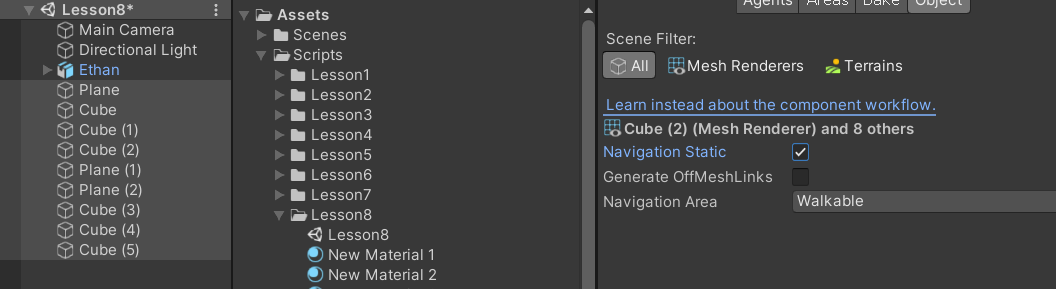 Lesson8*
Main Camera
Directional Light
Ethan
Plane
Cube
Cube (1)
Cube (2)
Plane (1)
Plane (2)
Cube (3)
Cube (4)
Cube (5)
Assets
Scenes
Scripts
Lesson1
Lesson2
Lesson3
Lesson4
Lesson5
Lesson6
Lesson7
Lesson8
Lesson8
New Material 1
New Material 2
Agents Areas Bake Object
Scene Filter:
All Mesh Renderers Terrains
Learn instead about the component workflow.
Cube (2) (Mesh Renderer) and 8 others
Navigation Static
Generate OffMeshLinks
Navigation Area Walkable